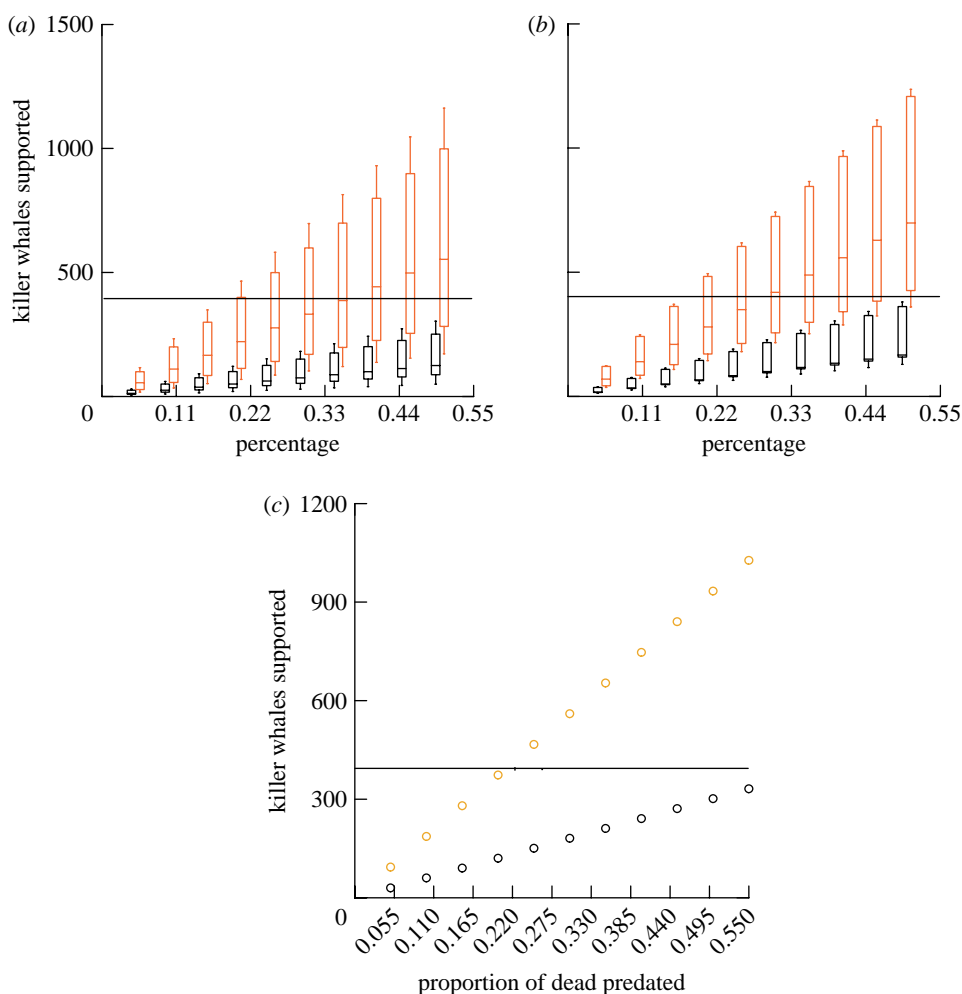 (a)
1500
1000
500
0
killer whales supported
0.11 0.22 0.33 0.44 0.55
percentage
(b)
0.11 0.22 0.33 0.44 0.55
percentage
(c)
1200
900
600
300
0
killer whales supported
0.055 0.110 0.165 0.220 0.275 0.330 0.385 0.440 0.495 0.550
proportion of dead predated